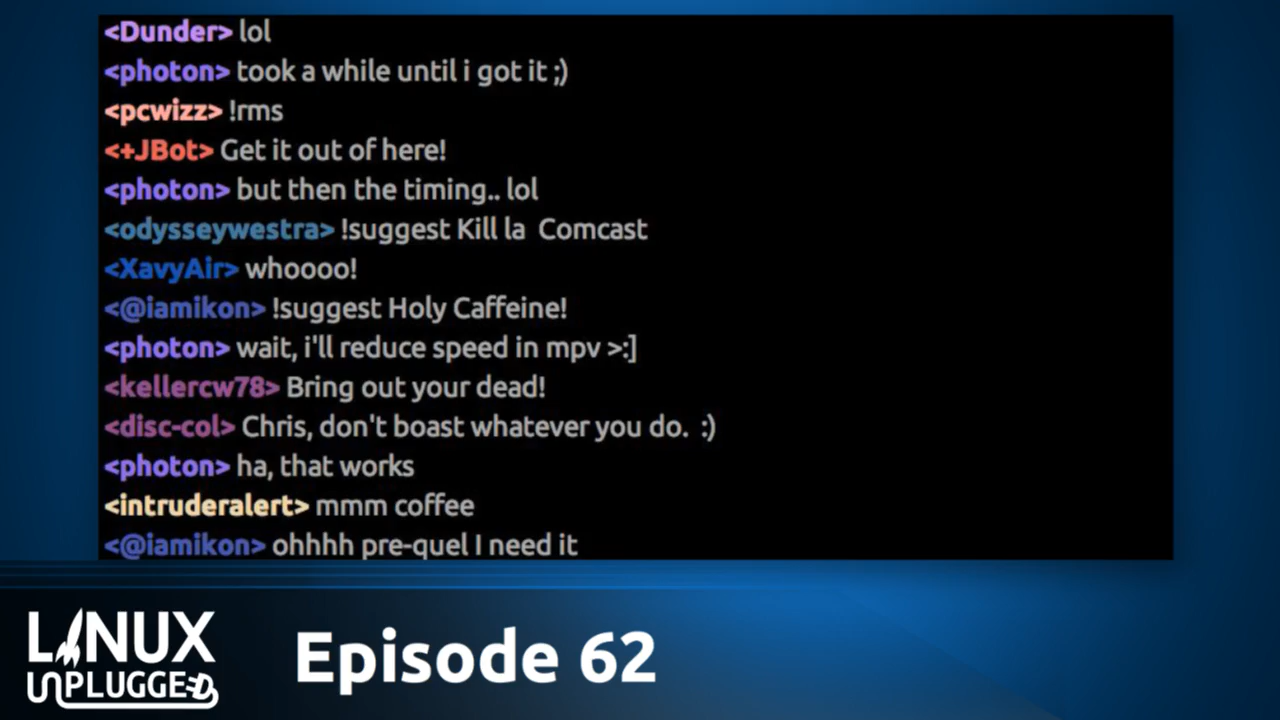 <Dunder> lol
<photon> took a while until i got it ;)
<pcwizz> !rms
<+JBot> Get it out of here!
<photon> but then the timing.. lol
<odysseywestra> !suggest Kill la  Comcast
<XavyAir> whoooo!
<@iamikon> !suggest Holy Caffeine!
<photon> wait, i'll reduce speed in mpv >:]
<kellercw78> Bring out your dead!
<disc-col> Chris, don't boast whatever you do.  :)
<photon> ha, that works
<intruderalert> mmm coffee
<@iamikon> ohhhh pre-quel I need it
LINUX
UNPLUGGED
Episode 62